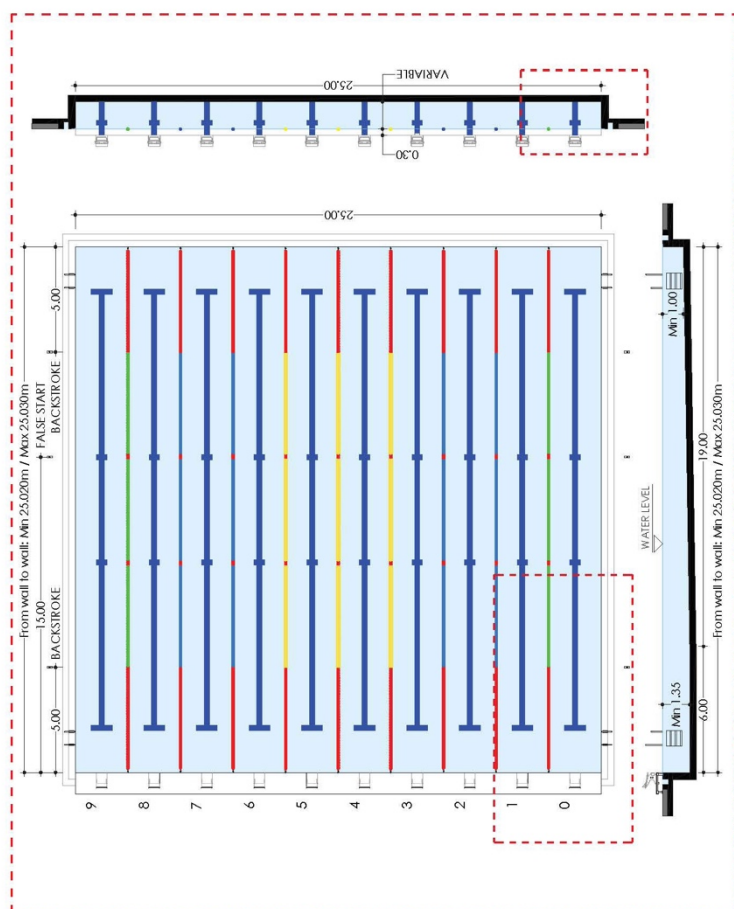 25.00
VARIABLE
0.30
25.00
From wall to wall: Min 25.020m / Max 25.030m
5.00
FALSE START
BACKSTROKE
15.00
BACKSTROKE
5.00
9
8
7
6
5
4
3
2
1
0
Min 1.00
WATER LEVEL
19.00
From wall to wall: Min 25.020m / Max 25.030m
Min 1.35
6.00